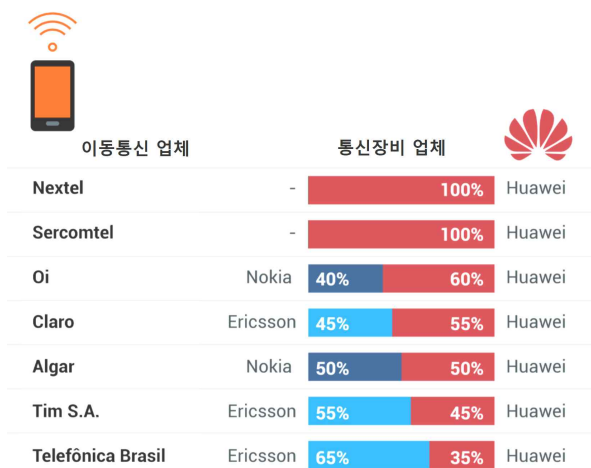 이동통신 업체 통신장비 업체
Nextel - 100% Huawei
Sercomtel - 100% Huawei
Oi Nokia 40% 60% Huawei
Claro Ericsson 45% 55% Huawei
Algar Nokia 50% 50% Huawei
Tim S.A. Ericsson 55% 45% Huawei
Telefônica Brasil Ericsson 65% 35% Huawei